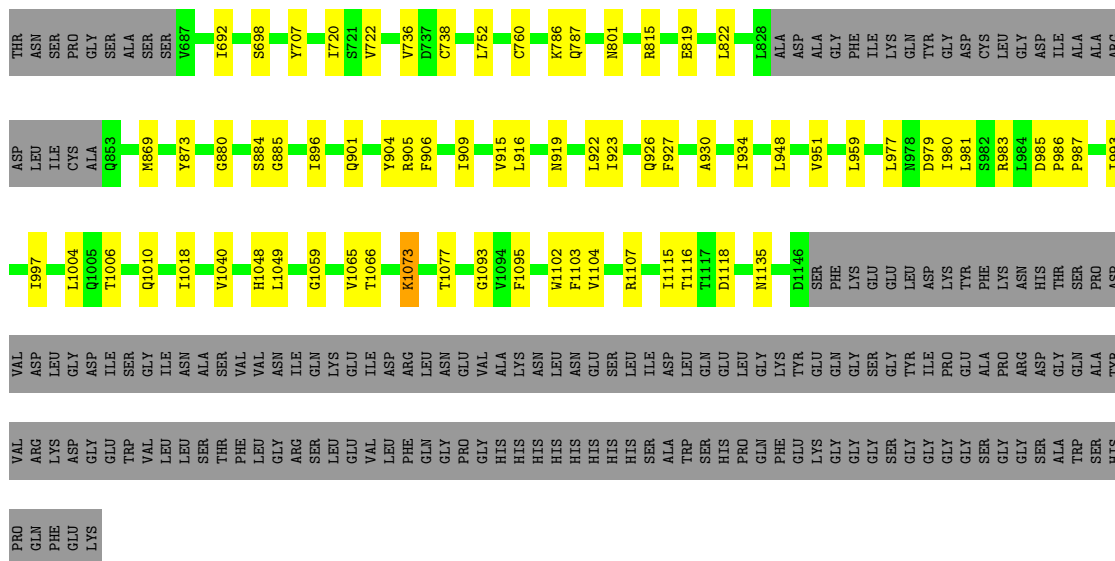 THR ASN SER PRO GLY SER ALA SER SER V687 I692 S698 Y707 I720 S721 V722 V736 D737 C738 L752 C760 K786 Q787 N801 R815 E819 L822 L828 ALA ASP ALA GLY PHE ILE LYS GLN TYR GLY ASP CYS LEU GLY ASP ILE ALA ALA ARG
ASP LEU ILE CYS ALA Q853 M869 Y873 G880 S884 G885 I896 Q901 Y904 R905 F906 I909 V915 L916 N919 L922 I923 Q926 F927 A930 I934 L948 V951 L959 L977 N978 D979 I980 L981 S982 R983 L984 D985 P986 P987
I997 L1004 Q1005 T1006 Q1010 I1018 V1040 H1048 L1049 G1059 V1065 T1066 K1073 T1077 G1093 V1094 F1095 W1102 F1103 V1104 R1107 I1115 T1116 T1117 D1118 N1135 D1146 SER PHE LYS GLU GLU LEU ASP LYS TYR PHE LYS ASN HIS THR SER PRO ASP
VAL ASP LEU GLY ASP ILE SER GLY ILE ASN ALA SER VAL VAL ASN ILE GLN LYS GLU ILE ASP ARG LEU ASN GLU VAL ALA LYS ASN LEU ASN GLU SER LEU ILE ASP LEU GLN GLU LEU GLY LYS TYR GLU GLN GLY SER GLY TYR ILE PRO GLU ALA PRO ARG ASP GLY GLN ALA TYR
VAL ARG LYS ASP GLY GLU TRP VAL LEU LEU SER THR PHE LEU GLY ARG SER LEU GLU VAL LEU PHE GLN GLY PRO GLY HIS HIS HIS HIS HIS HIS HIS HIS SER ALA TRP SER HIS PRO GLN PHE GLU LYS GLY GLY GLY SER GLY GLY GLY GLY SER GLY GLY SER ALA TRP SER HIS
PRO GLN PHE GLU LYS